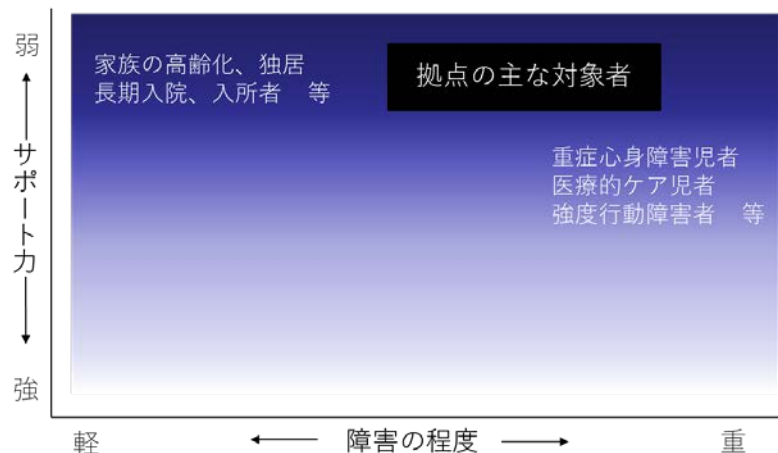 弱
サポート力
強
家族の高齢化、独居
長期入院、入所者　等
拠点の主な対象者
重症心身障害児者
医療的ケア児者
強度行動障害者　等
軽
障害の程度
重